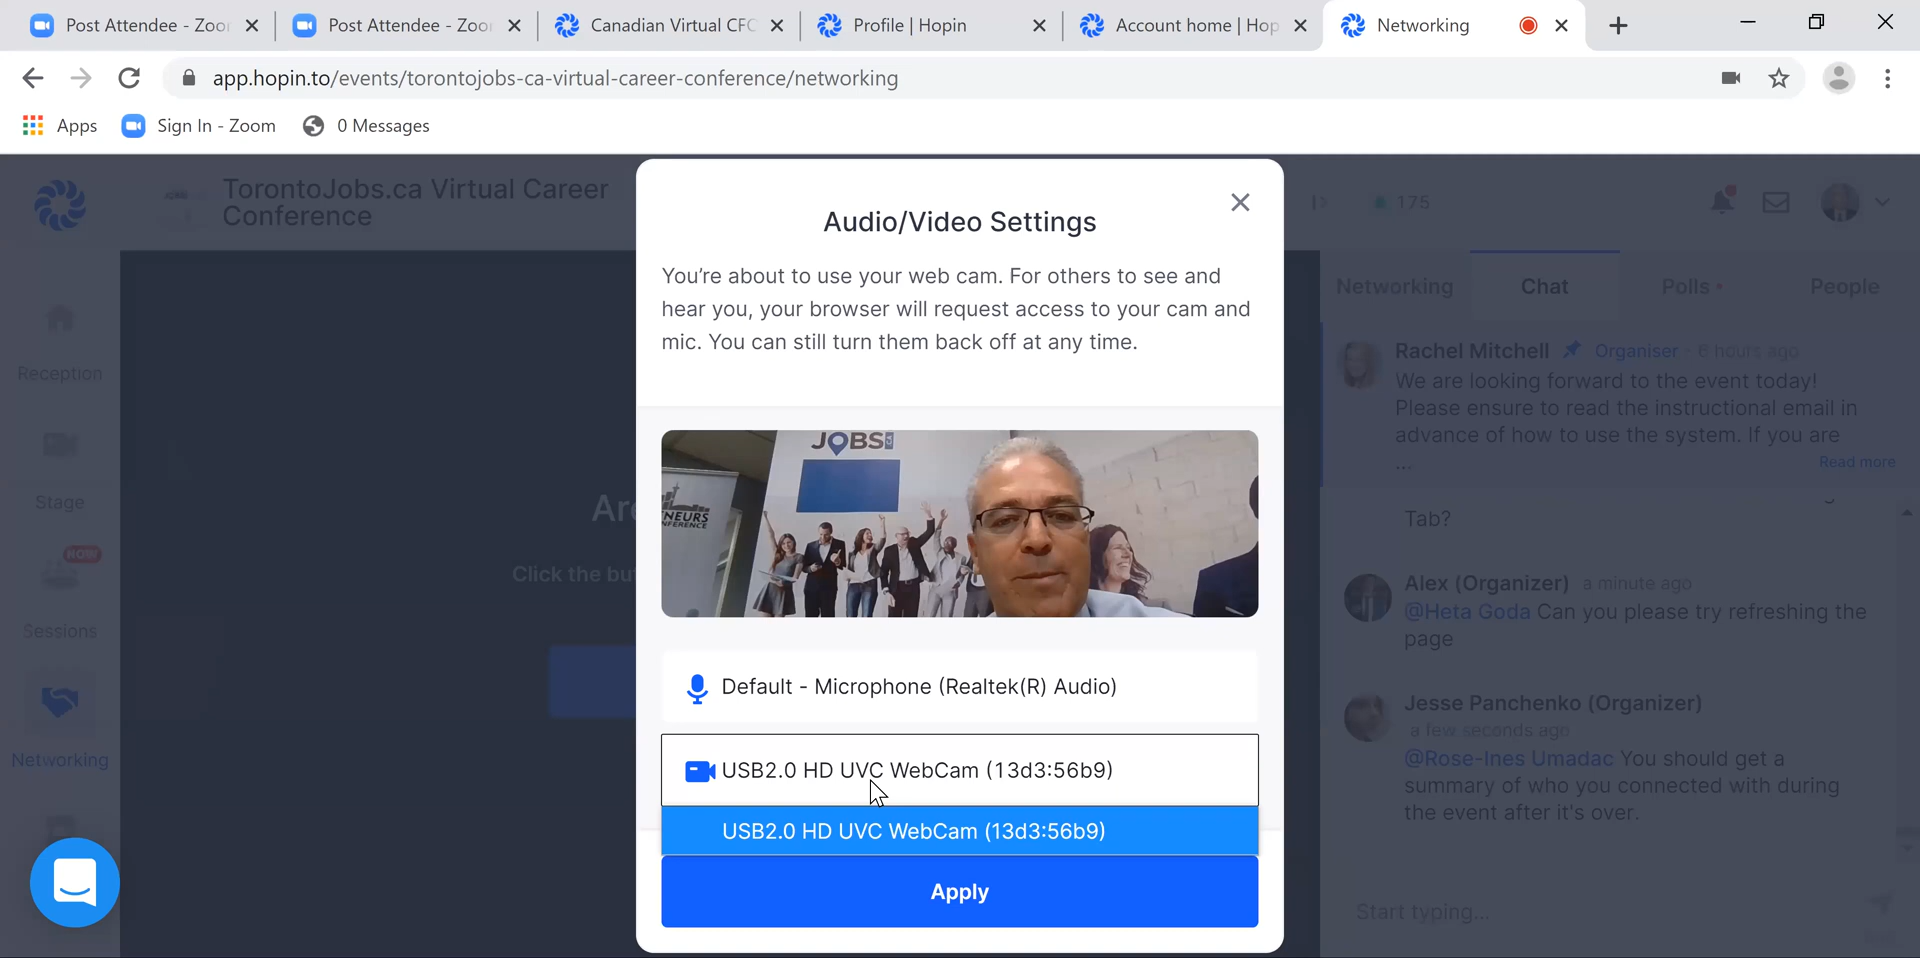 Post Attendee - Zoo
Post Attendee - Zoo
Canadian Virtual CFC
Profile | Hopin
Account home | Hop
Networking
app.hopin.to/events/torontojobs-ca-virtual-career-conference/networking
Apps
Sign In - Zoom
0 Messages
TorontoJobs.ca Virtual Career
Conference
175
Reception
Stage
NOW
Sessions
Networking
Are
Click the but
Audio/Video Settings
You're about to use your web cam. For others to see and
hear you, your browser will request access to your cam and
mic. You can still turn them back off at any time.
JOBS
NEURS
Default - Microphone (Realtek(R) Audio)
USB2.0 HD UVC WebCam (13d3:56b9)
USB2.0 HD UVC WebCam (13d3:56b9)
Apply
Networking
Chat
Polls
People
Rachel Mitchell Organiser - 6 hours ago
We are looking forward to the event today!
Please ensure to read the instructional email in
advance of how to use the system. If you are
...
Read more
Tab?
Alex (Organizer) a minute ago
@Heta Goda Can you please try refreshing the
page
Jesse Panchenko (Organizer)
a few seconds ago
@Rose-Ines Umadac You should get a
summary of who you connected with during
the event after it's over.
Start typing...